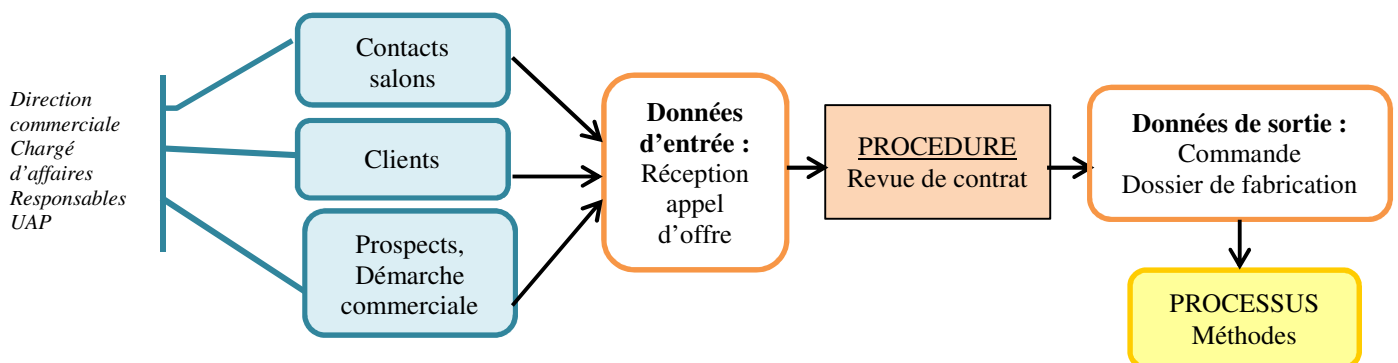 Direction
commerciale
Chargé
d’affaires
Responsables
UAP
Contacts
salons
Clients
Prospects,
Démarche
commerciale
Données
d’entrée :
Réception
appel
d’offre
PROCEDURE
Revue de contrat
Données de sortie :
Commande
Dossier de fabrication
PROCESSUS
Méthodes